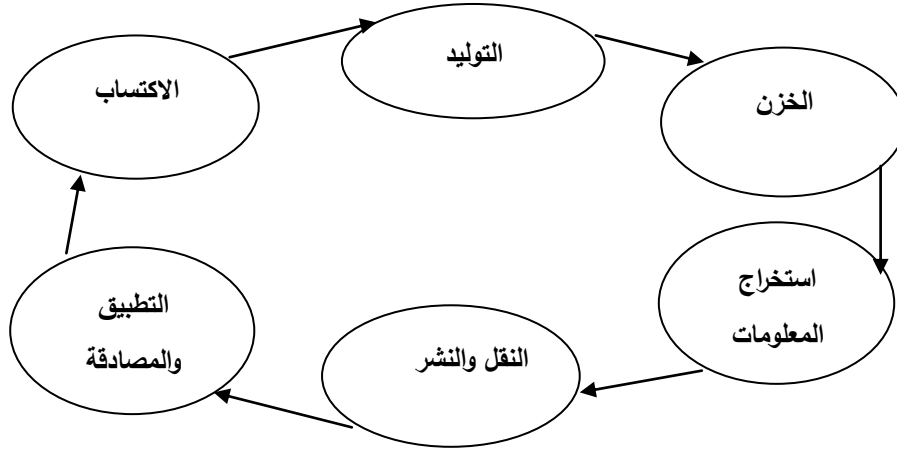 التوليد
الاكتساب
الخزن
استخراج
المعلومات
النقل والنشر
التطبيق
والمصادقة